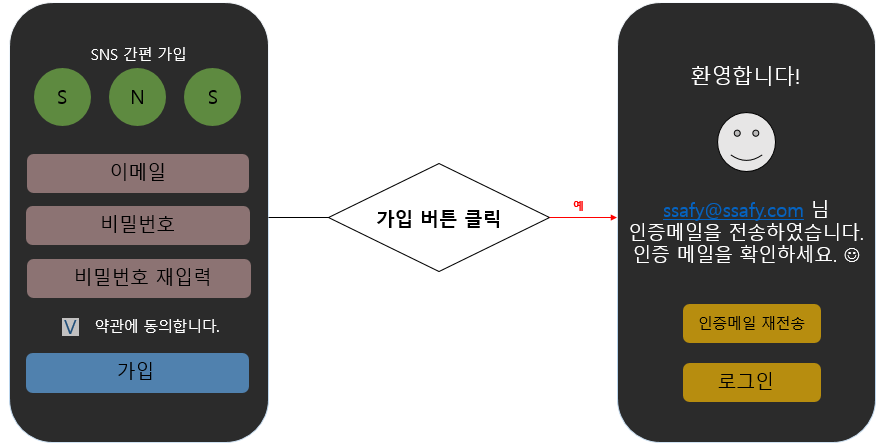 SNS 간편 가입
S N S
이메일
비밀번호
비밀번호 재입력
V 약관에 동의합니다.
가입
가입 버튼 클릭
예
환영합니다!
ssafy@ssafy.com 님
인증메일을 전송하였습니다.
인증 메일을 확인하세요. ☺
인증메일 재전송
로그인